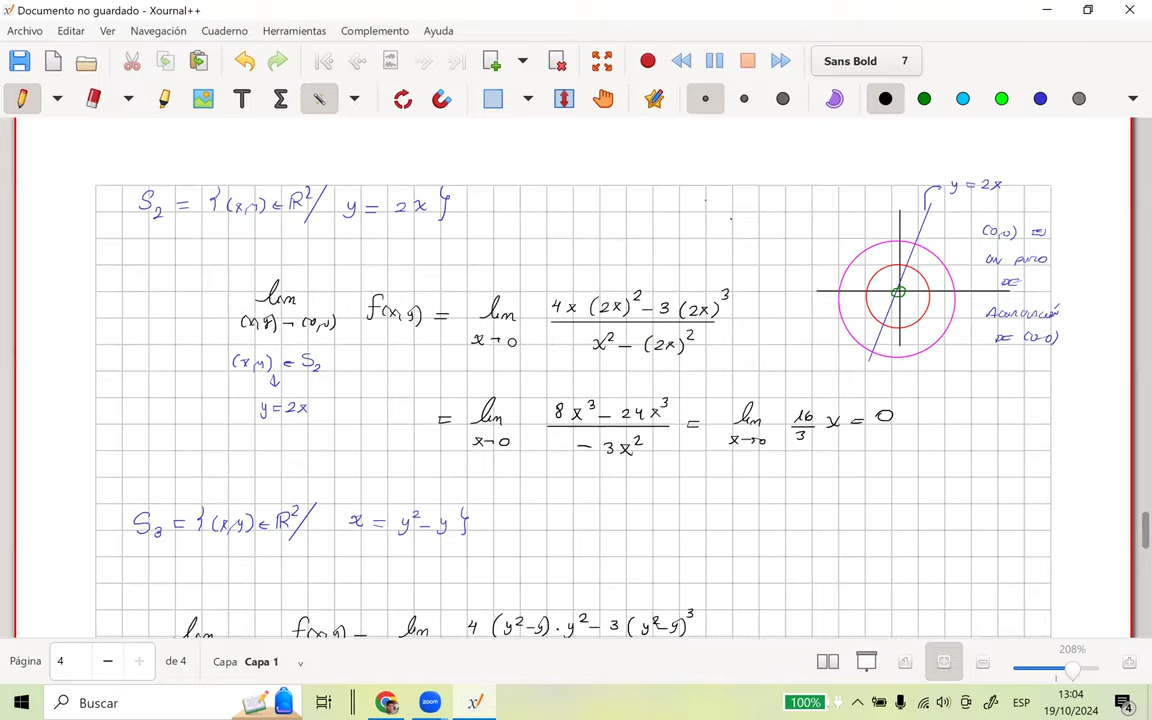 Documento no guardado - Xournal++
Archivo Editar Ver Navegación Cuaderno Herramientas Complemento Ayuda
Sans Bold 7
S₂ = {(x,y) ∈ R² / y = 2x}
y = 2x
(0,0) es
un punto
de
acumulación
de (0,0)
lim f(x,y) = lim 4x (2x)² − 3 (2x)³ / x² − (2x)²
(x,y) → (0,0) x → 0
(x,y) ∈ S₂
↓
y = 2x
= lim 8x³ − 24x³ / − 3x² = lim 16/3 x = 0
x → 0 x → 0
S₃ = {(x,y) ∈ R² / x = y² − y}
lim f(x,y) = lim 4 (y² − y) · y² − 3 (y² − y)³
Página 4 de 4 Capa Capa 1 208%
Buscar
zoom
100% ESP 13:04
19/10/2024
4